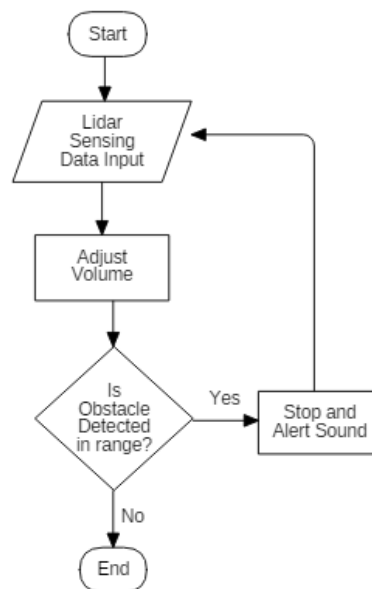 Start
Lidar
Sensing
Data Input
Adjust
Volume
Is
Obstacle
Detected
in range?
Yes
Stop and
Alert Sound
No
End